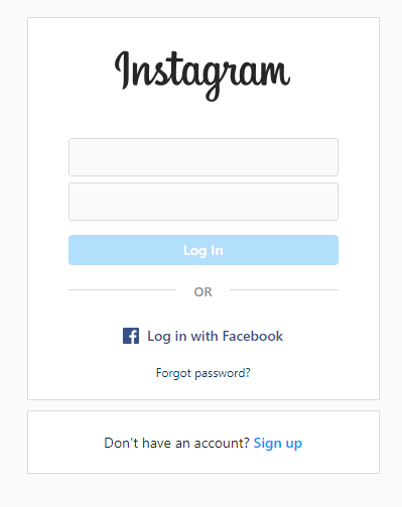 Instagram
Log In
OR
Log in with Facebook
Forgot password?
Don't have an account? Sign up